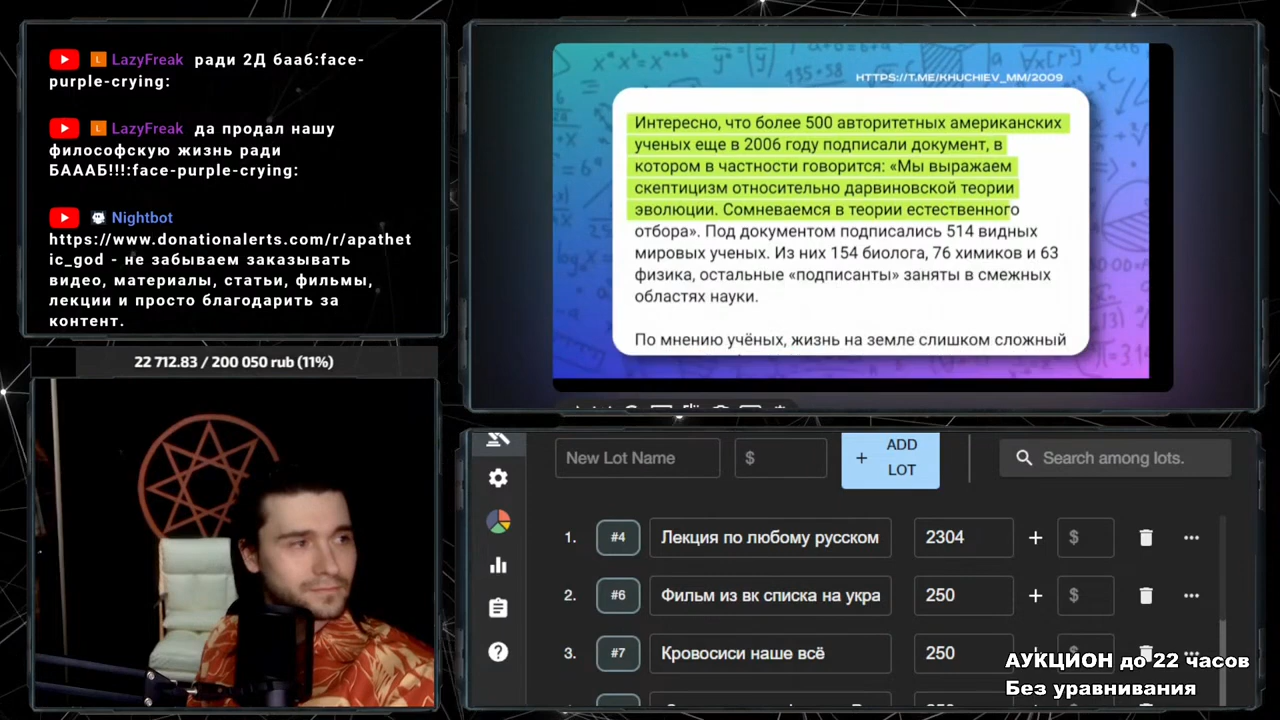 LazyFreak ради 2Д бааб:face-
purple-crying:
LazyFreak да продал нашу
философскую жизнь ради
БАААБ!!!:face-purple-crying:
Nightbot
https://www.donationalerts.com/r/apathet
ic_god - не забываем заказывать
видео, материалы, статьи, фильмы,
лекции и просто благодарить за
контент.
22 712.83 / 200 050 rub (11%)
HTTPS://T.ME/KHUCHIEV_MM/2009
Интересно, что более 500 авторитетных американских
ученых еще в 2006 году подписали документ, в
котором в частности говорится: «Мы выражаем
скептицизм относительно дарвиновской теории
эволюции. Сомневаемся в теории естественного
отбора». Под документом подписались 514 видных
мировых ученых. Из них 154 биолога, 76 химиков и 63
физика, остальные «подписанты» заняты в смежных
областях науки.
По мнению учёных, жизнь на земле слишком сложный
New Lot Name $ + ADD LOT Search among lots.
1. #4 Лекция по любому русском 2304 + $
2. #6 Фильм из вк списка на укра 250 + $
3. #7 Кровосиси наше всё 250 $
АУКЦИОН до 22 часов
Без уравнивания